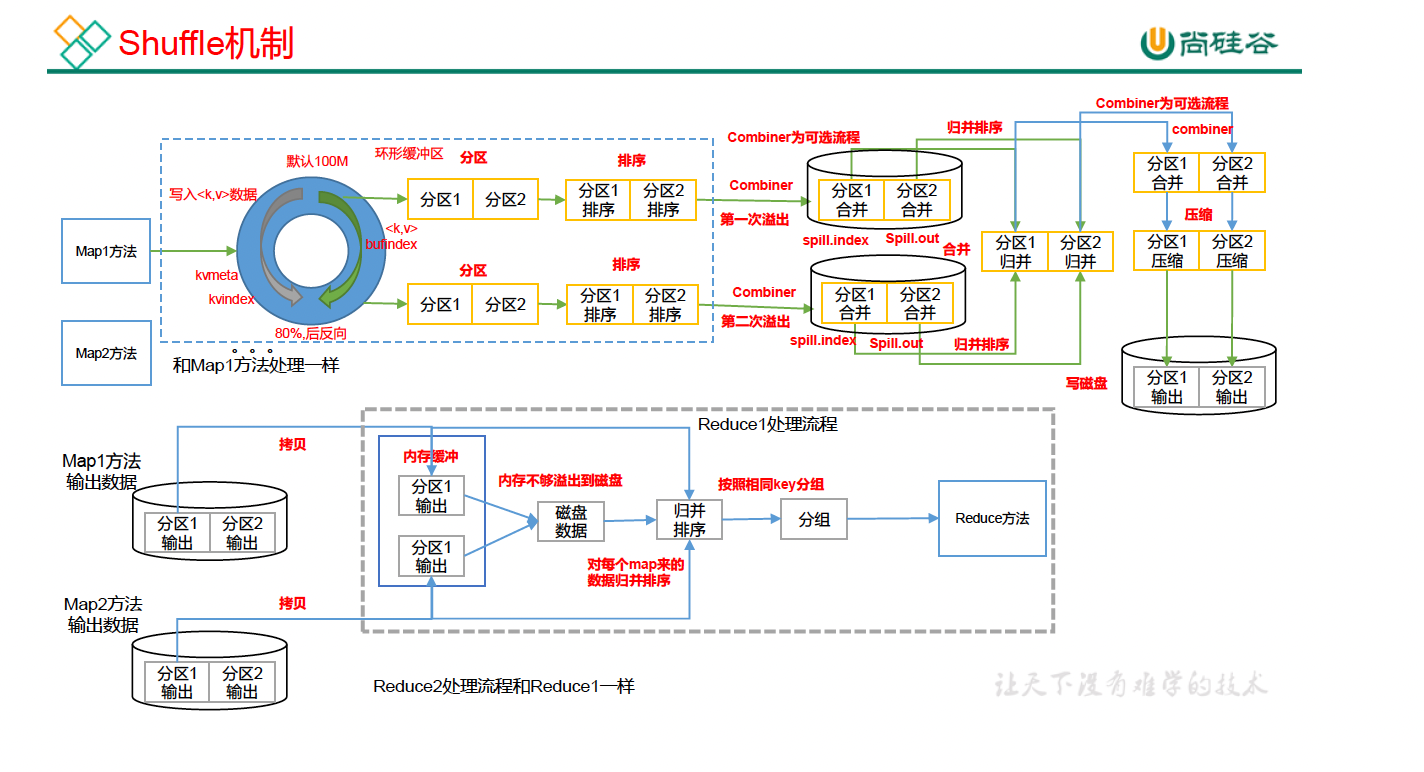 Shuffle机制
尚硅谷
Combiner为可选流程
combiner
分区1
合并
分区2
合并
压缩
分区1
压缩
分区2
压缩
写磁盘
分区1
输出
分区2
输出
默认100M
环形缓冲区
分区
排序
写入<k,v>数据
分区1
分区2
分区1
排序
分区2
排序
<k,v>
bufindex
Map1方法
kvmeta
kvindex
分区
排序
分区1
分区2
分区1
排序
分区2
排序
80%,后反向
Map2方法
。。。
和Map1方法处理一样
Combiner为可选流程
归并排序
Combiner
第一次溢出
分区1
合并
分区2
合并
spill.index
Spill.out
合并
分区1
归并
分区2
归并
Combiner
第二次溢出
分区1
合并
分区2
合并
spill.index
Spill.out
归并排序
Map1方法
输出数据
分区1
输出
分区2
输出
拷贝
Map2方法
输出数据
分区1
输出
分区2
输出
拷贝
Reduce1处理流程
内存缓冲
分区1
输出
分区1
输出
内存不够溢出到磁盘
磁盘
数据
归并
排序
对每个map来的
数据归并排序
按照相同key分组
分组
Reduce方法
Reduce2处理流程和Reduce1一样
让天下没有难学的技术